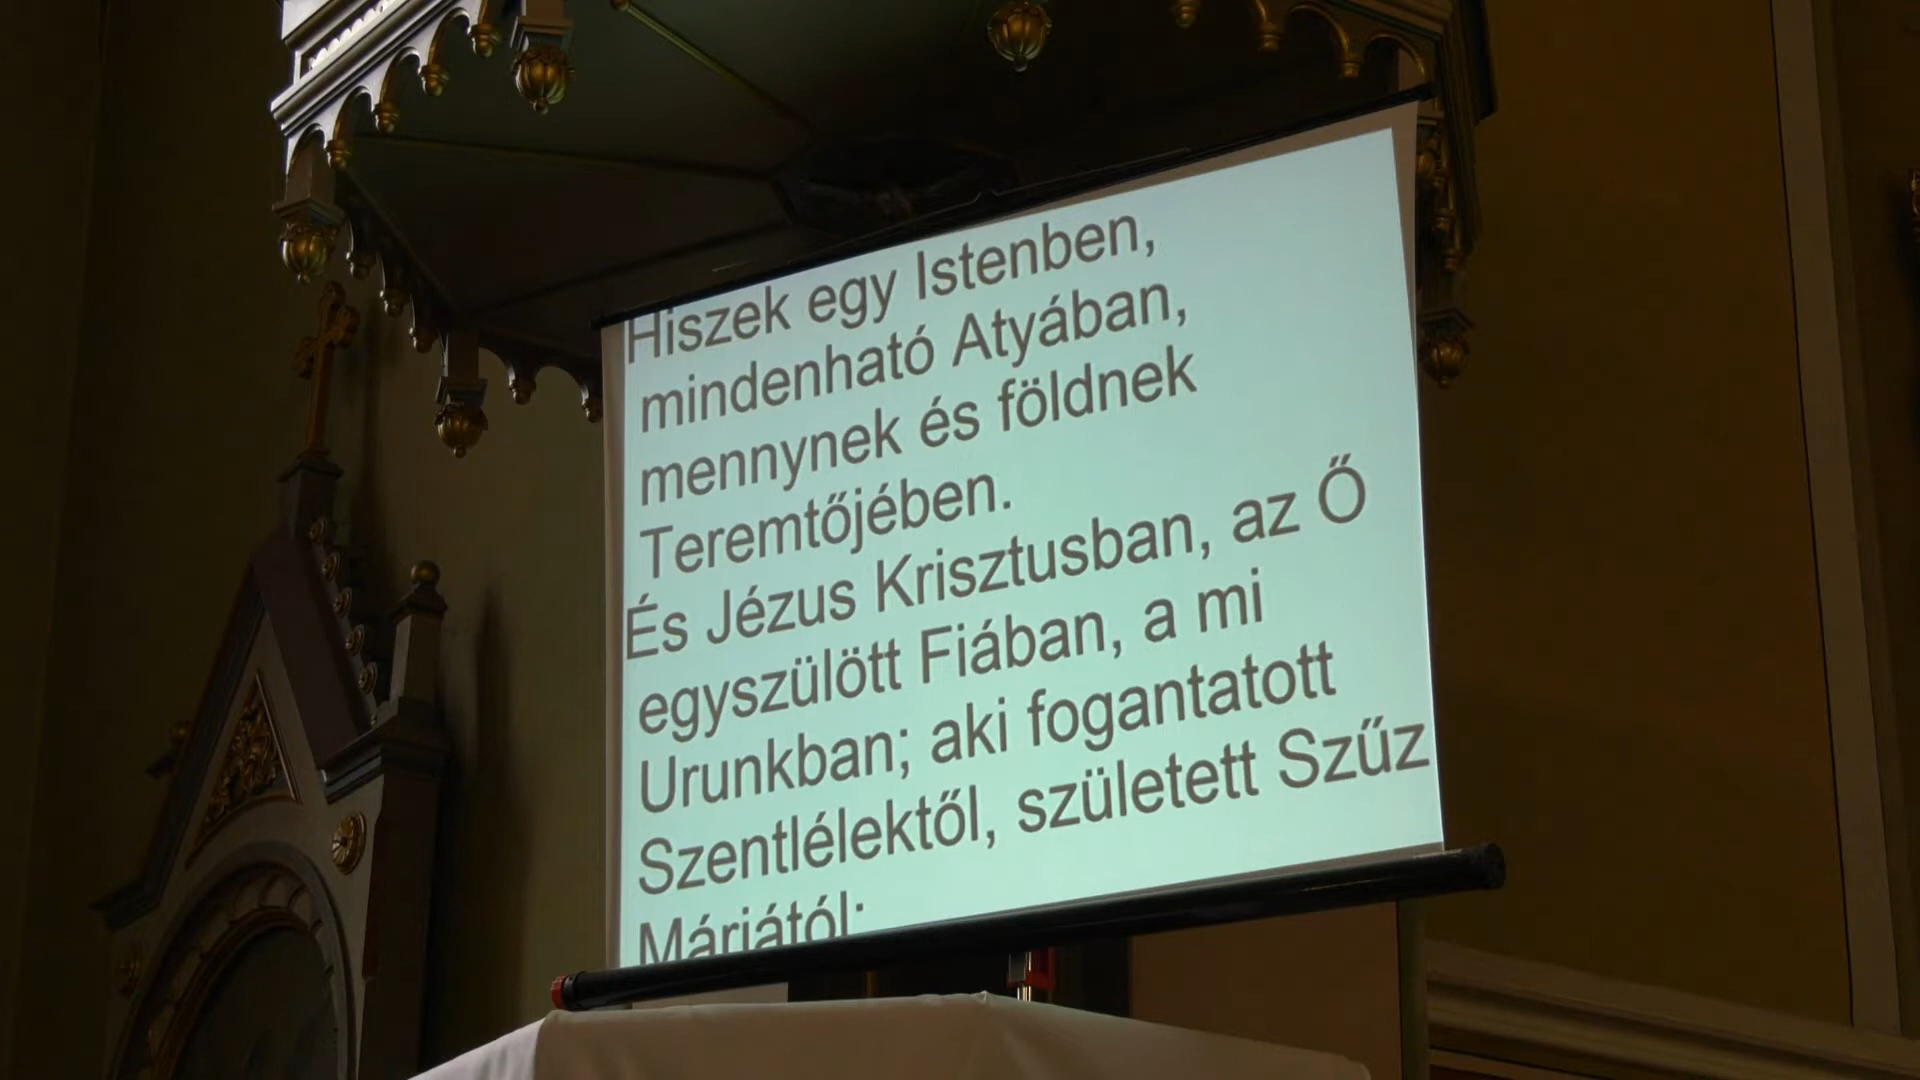 Hiszek egy Istenben,
mindenható Atyában,
mennynek és földnek
Teremtőjében.
És Jézus Krisztusban, az Ő
egyszülött Fiában, a mi
Urunkban; aki fogantatott
Szentlélektől, született Szűz
Máriától;